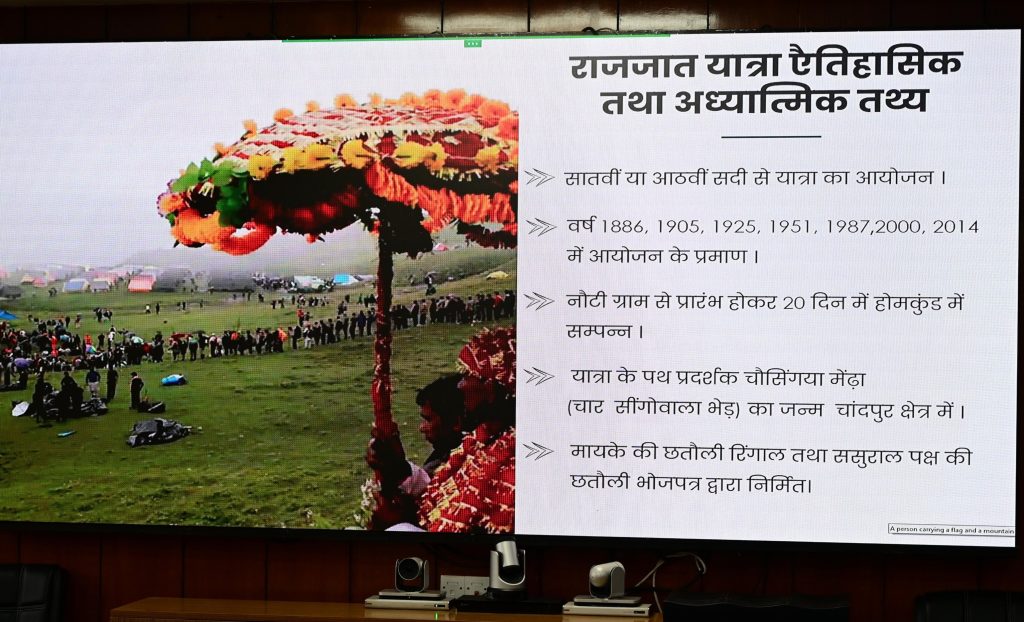 राजजात यात्रा ऐतिहासिक
तथा अध्यात्मिक तथ्य
सातवीं या आठवीं सदी से यात्रा का आयोजन ।
वर्ष 1886, 1905, 1925, 1951, 1987,2000, 2014
में आयोजन के प्रमाण ।
नौटी ग्राम से प्रारंभ होकर 20 दिन में होमकुंड में
सम्पन्न ।
यात्रा के पथ प्रदर्शक चौसिंगया मेंढ़ा
(चार सींगोवाला भेड़) का जन्म चांदपुर क्षेत्र में ।
मायके की छतौली रिंगाल तथा ससुराल पक्ष की
छतौली भोजपत्र द्वारा निर्मित।
A person carrying a flag and a mountain